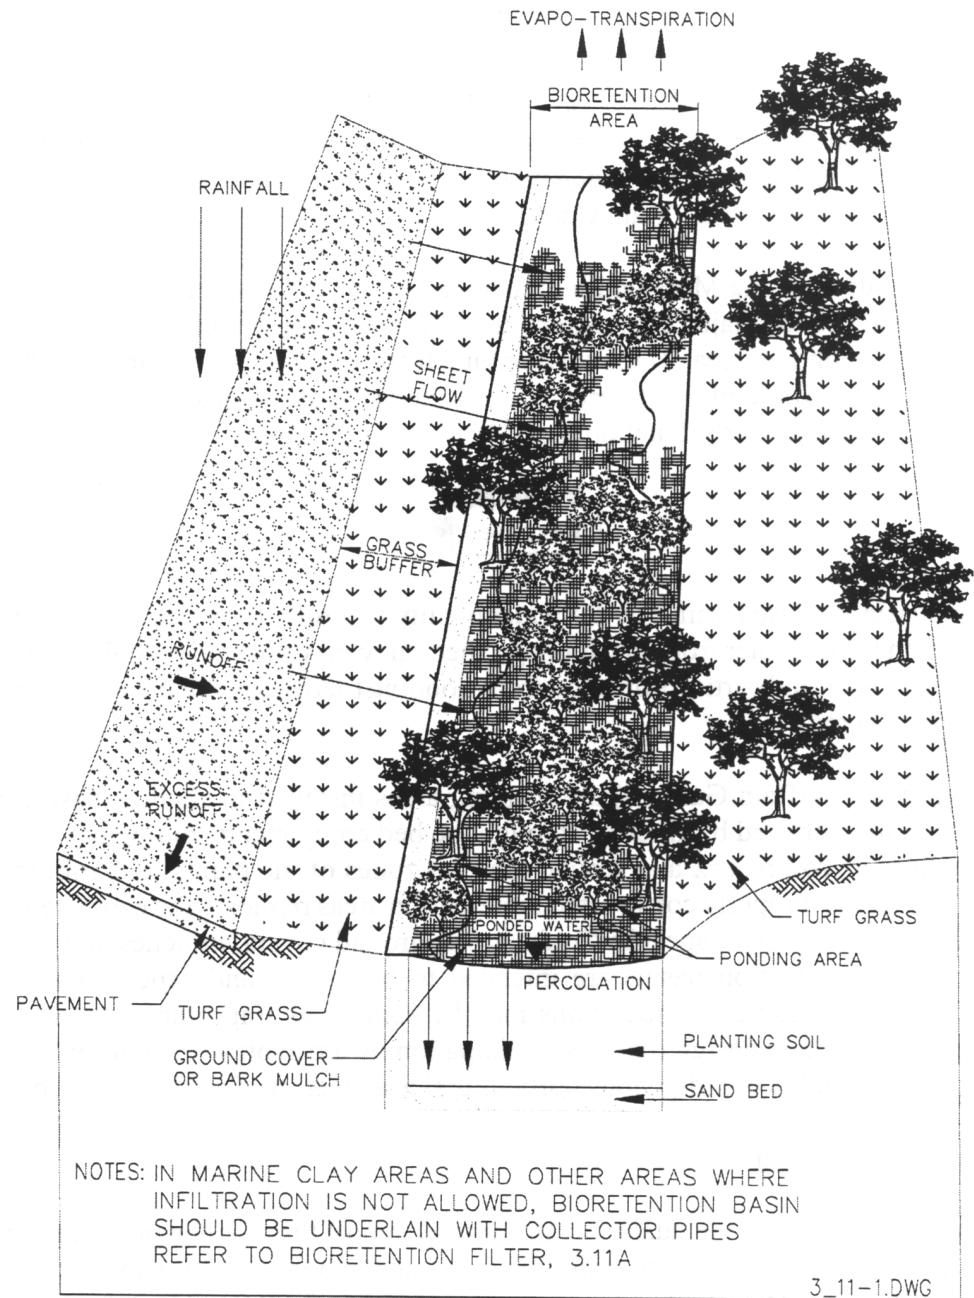 EVAPO-TRANSPIRATION
BIORETENTION
AREA
RAINFALL
SHEET
FLOW
GRASS
BUFFER
RUNOFF
EXCESS
RUNOFF
TURF GRASS
PONDED WATER
PONDING AREA
PERCOLATION
PAVEMENT
TURF GRASS
PLANTING SOIL
GROUND COVER
OR BARK MULCH
SAND BED
NOTES: IN MARINE CLAY AREAS AND OTHER AREAS WHERE
INFILTRATION IS NOT ALLOWED, BIORETENTION BASIN
SHOULD BE UNDERLAIN WITH COLLECTOR PIPES
REFER TO BIORETENTION FILTER, 3.11A
3_11-1.DWG